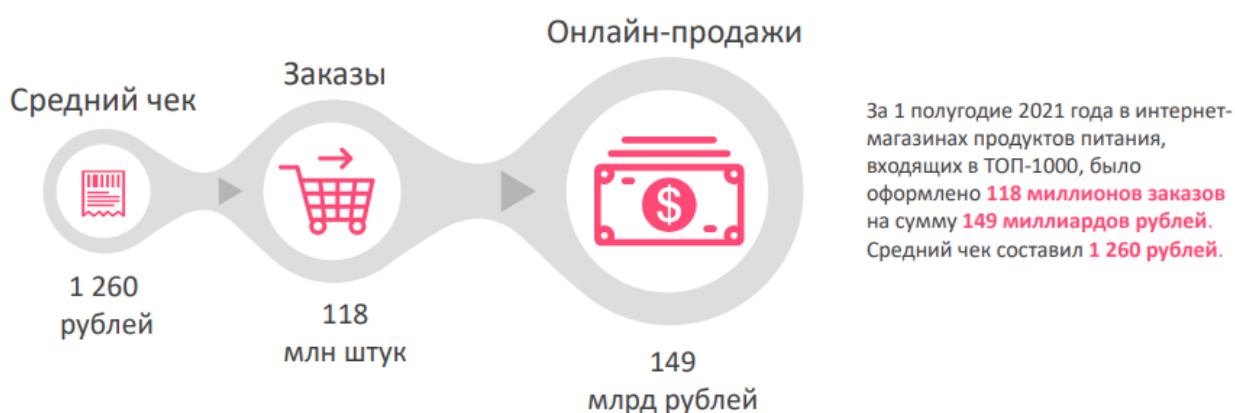 Онлайн-продажи
Заказы
Средний чек
1 260
рублей
118
млн штук
149
млрд рублей
За 1 полугодие 2021 года в интернет-
магазинах продуктов питания,
входящих в ТОП-1000, было
оформлено 118 миллионов заказов
на сумму 149 миллиардов рублей.
Средний чек составил 1 260 рублей.